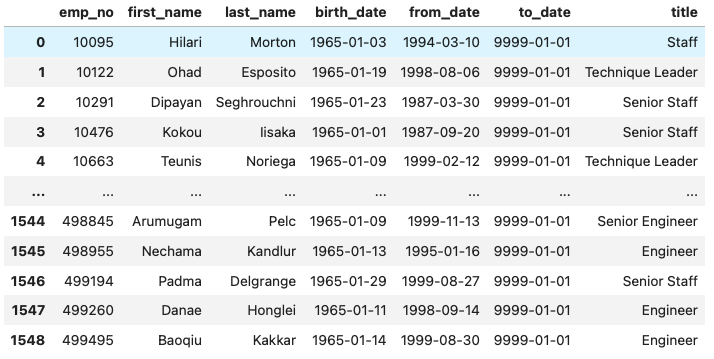 emp_no first_name last_name birth_date from_date to_date title
0 10095 Hilari Morton 1965-01-03 1994-03-10 9999-01-01 Staff
1 10122 Ohad Esposito 1965-01-19 1998-08-06 9999-01-01 Technique Leader
2 10291 Dipayan Seghrouchni 1965-01-23 1987-03-30 9999-01-01 Senior Staff
3 10476 Kokou Iisaka 1965-01-01 1987-09-20 9999-01-01 Senior Staff
4 10663 Teunis Noriega 1965-01-09 1999-02-12 9999-01-01 Technique Leader
... ... ... ... ... ... ... ...
1544 498845 Arumugam Pelc 1965-01-09 1999-11-13 9999-01-01 Senior Engineer
1545 498955 Nechama Kandlur 1965-01-13 1995-01-16 9999-01-01 Engineer
1546 499194 Padma Delgrange 1965-01-29 1999-08-27 9999-01-01 Senior Staff
1547 499260 Danae Honglei 1965-01-11 1998-09-14 9999-01-01 Engineer
1548 499495 Baoqiu Kakkar 1965-01-14 1999-08-30 9999-01-01 Engineer